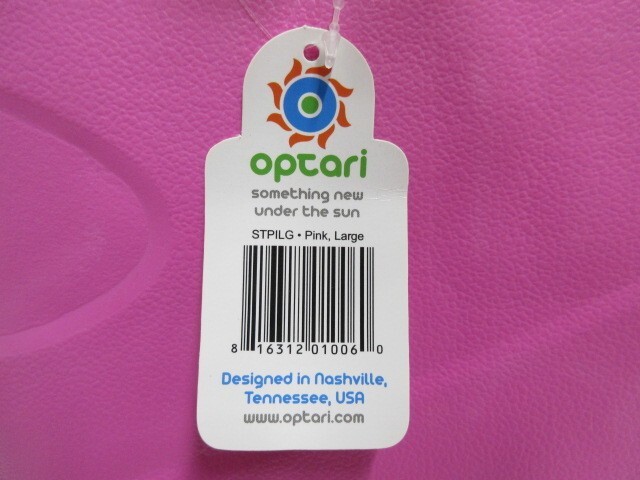 optari
something new
under the sun
STPILG • Pink, Large
8 16312 01006 0
Designed in Nashville,
Tennessee, USA
www.optari.com